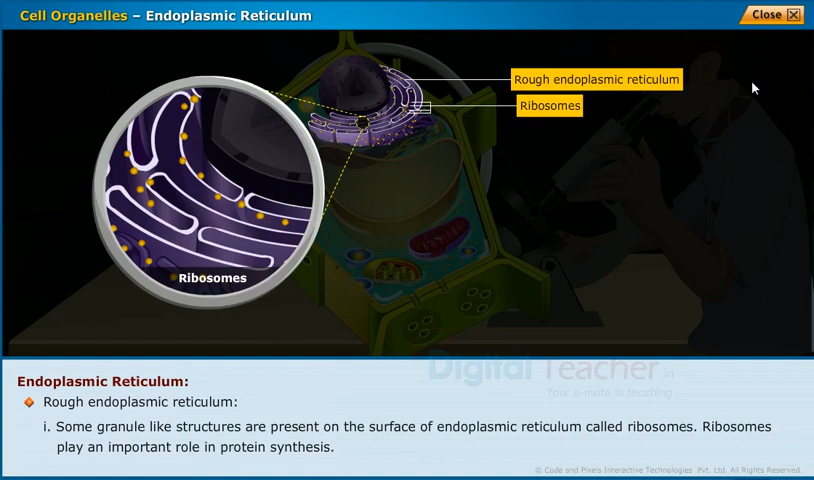 Cell Organelles – Endoplasmic Reticulum
Close
Rough endoplasmic reticulum
Ribosomes
Ribosomes
Digital Teacher.in
Your e-mate in teaching
Endoplasmic Reticulum:
Rough endoplasmic reticulum:
i. Some granule like structures are present on the surface of endoplasmic reticulum called ribosomes. Ribosomes
play an important role in protein synthesis.
© Code and Pixels Interactive Technologies. Pvt. Ltd. All Rights Reserved.